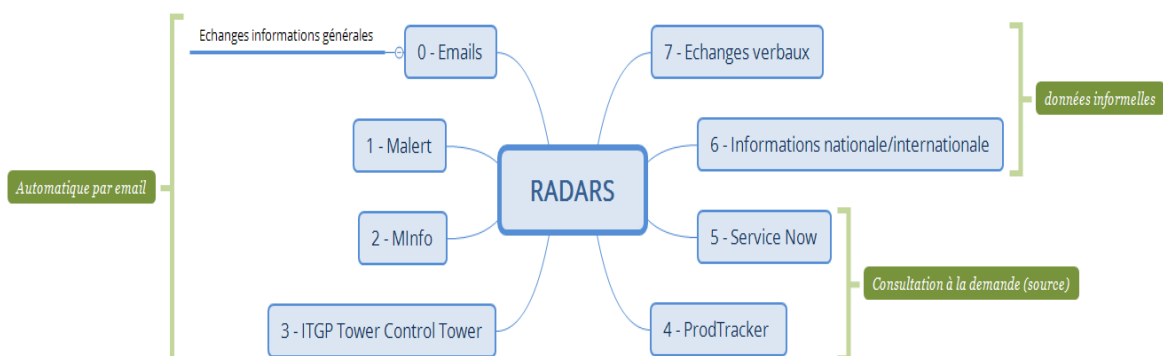 Echanges informations générales
0 - Emails
7 - Echanges verbaux
données informelles
1 - Malert
6 - Informations nationale/internationale
Automatique par email
RADARS
2 - MInfo
5 - Service Now
Consultation à la demande (source)
3 - ITGP Tower Control Tower
4 - ProdTracker